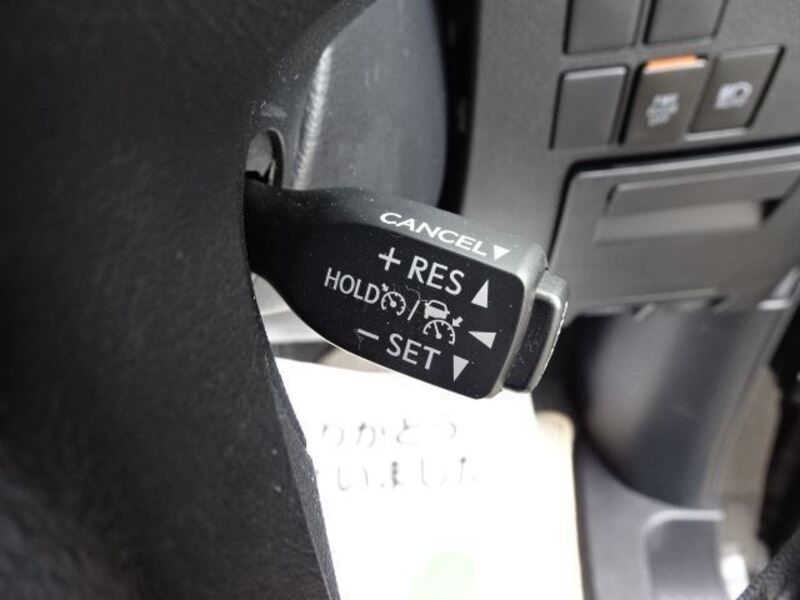 CANCEL▼
+ RES ▲
HOLD /
− SET ▼
りがとう
いました